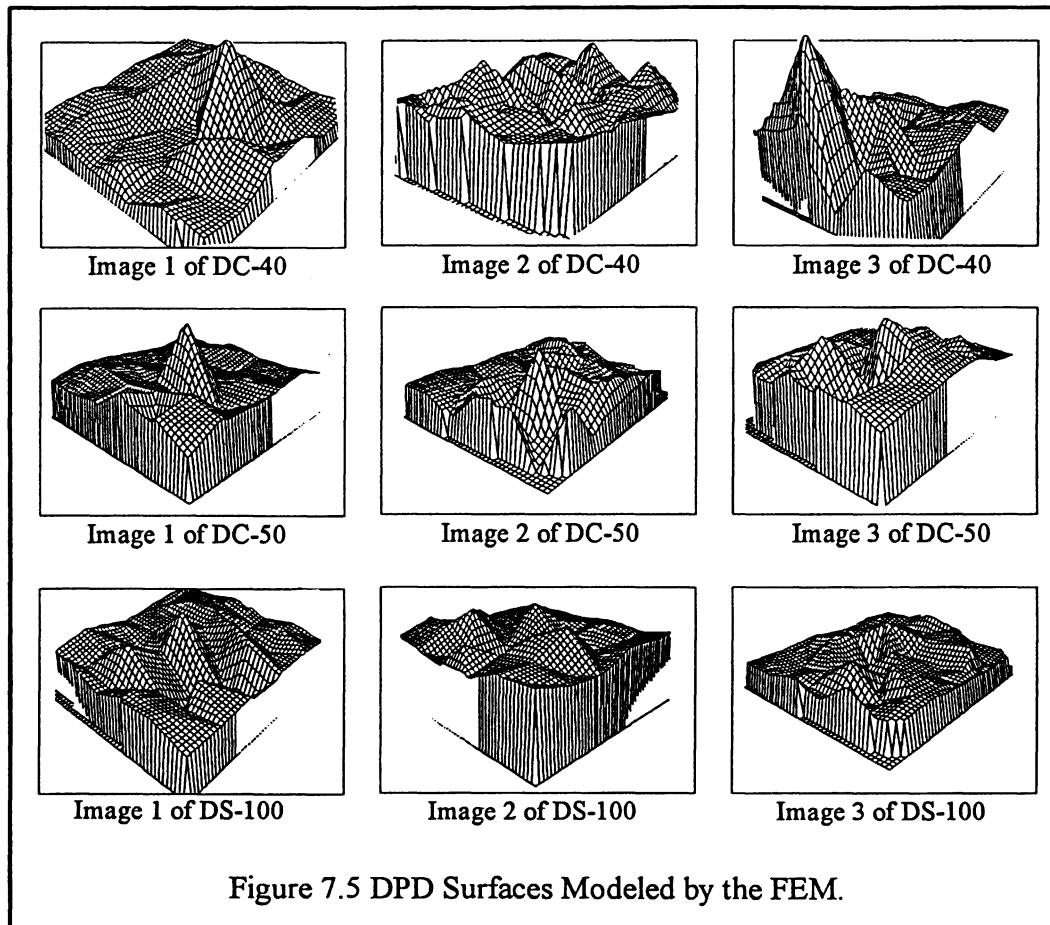 Image 1 of DC-40
Image 2 of DC-40
Image 3 of DC-40
Image 1 of DC-50
Image 2 of DC-50
Image 3 of DC-50
Image 1 of DS-100
Image 2 of DS-100
Image 3 of DS-100
Figure 7.5 DPD Surfaces Modeled by the FEM.